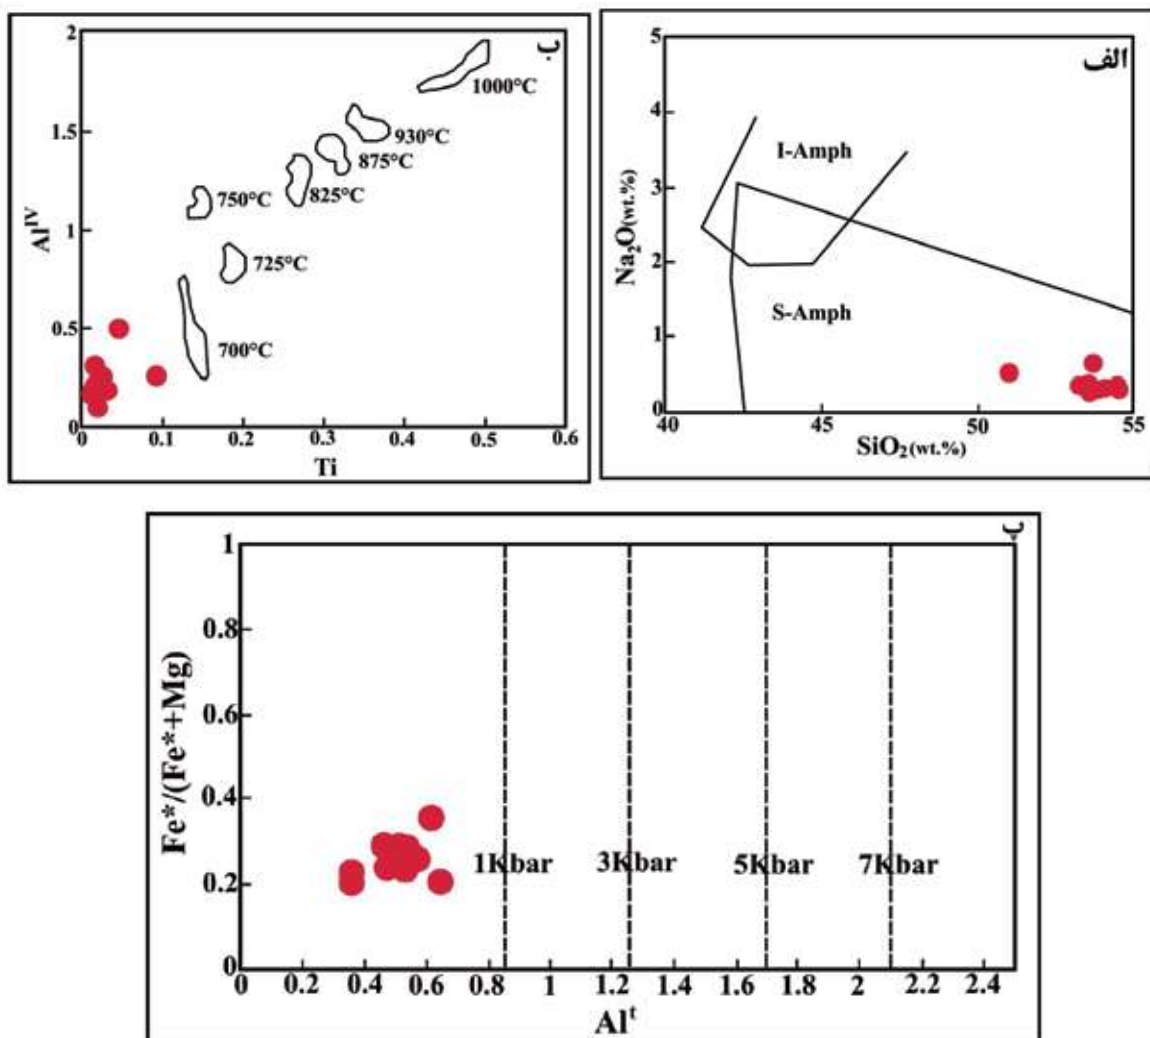 ب
2
1.5
1
0.5
0
Al^IV
1000°C
930°C
875°C
825°C
750°C
725°C
700°C
0 0.1 0.2 0.3 0.4 0.5 0.6
Ti
الف
5
4
3
2
1
0
Na₂O(wt.%)
I-Amph
S-Amph
40 45 50 55
SiO₂(wt.%)
پ
1
0.8
0.6
0.4
0.2
0
Fe*/(Fe*+Mg)
1Kbar 3Kbar 5Kbar 7Kbar
0 0.2 0.4 0.6 0.8 1 1.2 1.4 1.6 1.8 2 2.2 2.4
Al^t